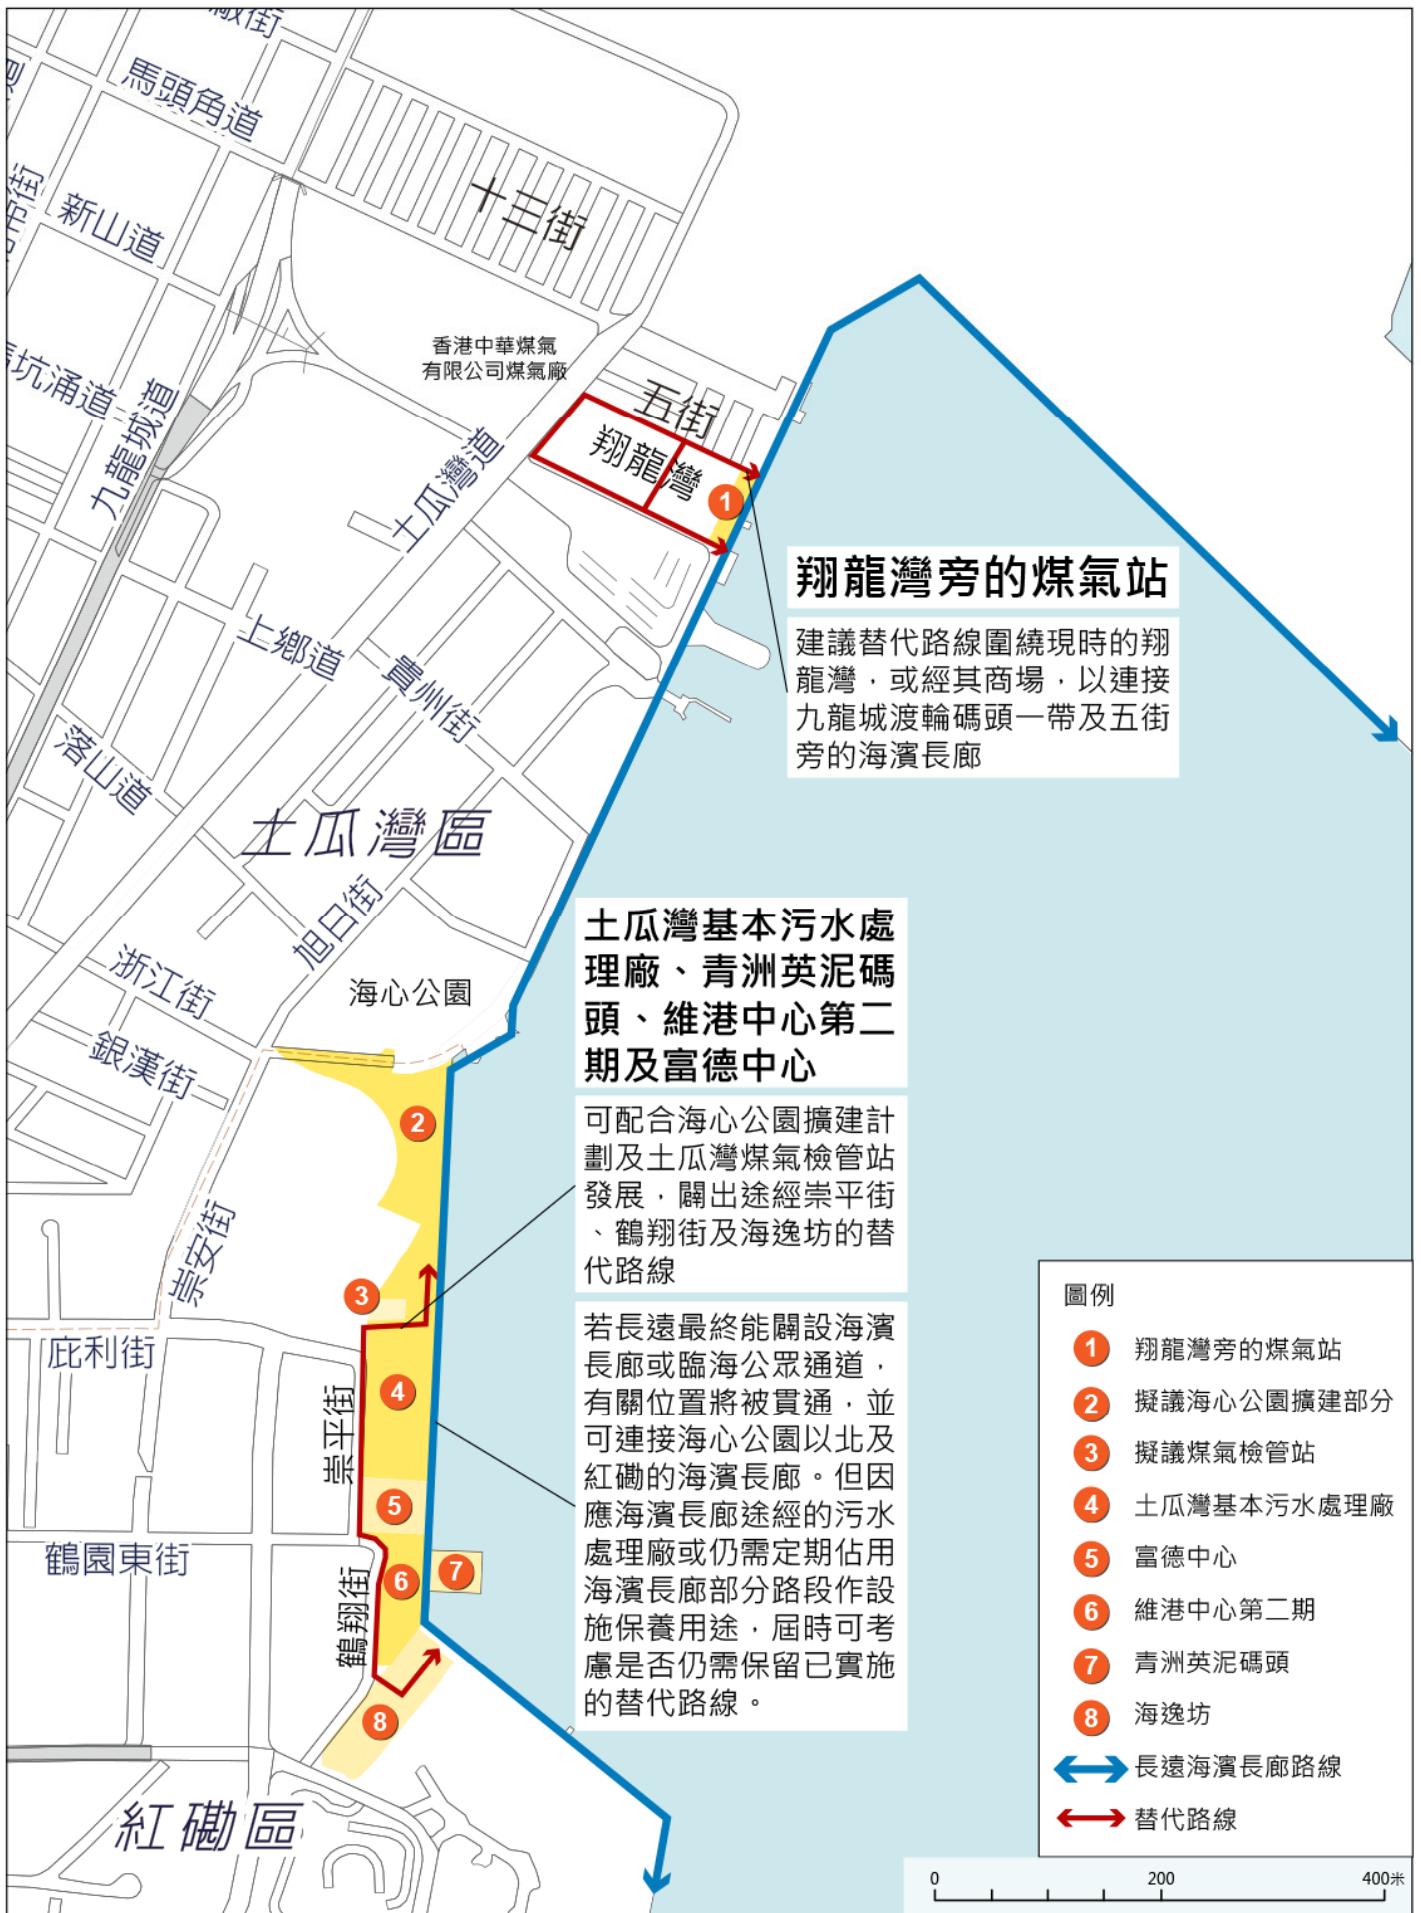 廠街
馬頭角道
新山道
十三街
香港中華煤氣
有限公司煤氣廠
坑涌道
九龍城道
五街
翔龍灣
土瓜灣道
1
翔龍灣旁的煤氣站
建議替代路線圍繞現時的翔
龍灣，或經其商場，以連接
九龍城渡輪碼頭一帶及五街
旁的海濱長廊
上鄉道
貴州街
落山道
土瓜灣區
旭日街
浙江街
海心公園
銀漢街
土瓜灣基本污水處
理廠、青洲英泥碼
頭、維港中心第二
期及富德中心
可配合海心公園擴建計
劃及土瓜灣煤氣檢管站
發展，闢出途經崇平街
、鶴翔街及海逸坊的替
代路線
若長遠最終能闢設海濱
長廊或臨海公眾通道，
有關位置將被貫通，並
可連接海心公園以北及
紅磡的海濱長廊。但因
應海濱長廊途經的污水
處理廠或仍需定期佔用
海濱長廊部分路段作設
施保養用途，屆時可考
慮是否仍需保留已實施
的替代路線。
2
崇安街
3
庇利街
4
崇平街
5
鶴園東街
6
7
鶴翔街
8
紅磡區
圖例
1 翔龍灣旁的煤氣站
2 擬議海心公園擴建部分
3 擬議煤氣檢管站
4 土瓜灣基本污水處理廠
5 富德中心
6 維港中心第二期
7 青洲英泥碼頭
8 海逸坊
長遠海濱長廊路線
替代路線
0 200 400米